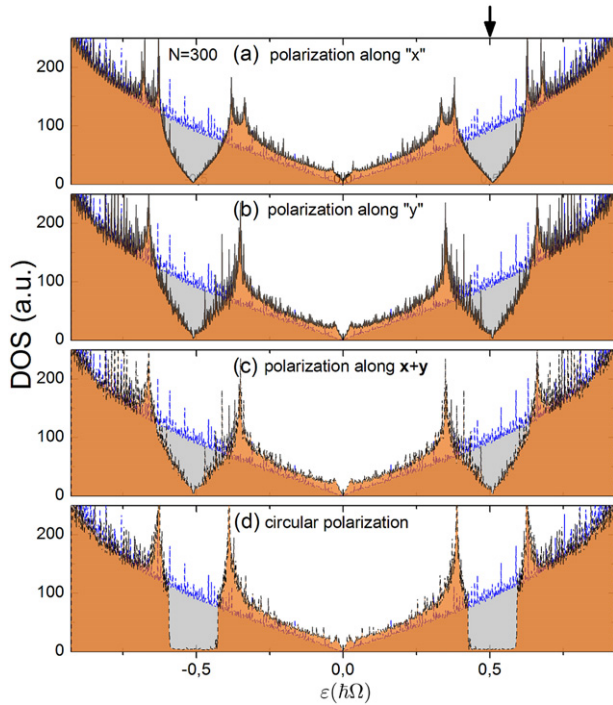 N=300 (a) polarization along "x"
200
100
0
(b) polarization along "y"
200
100
0
(c) polarization along x+y
200
100
0
(d) circular polarization
200
100
0
DOS (a.u.)
-0,5 0,0 0,5
ε(ℏΩ)